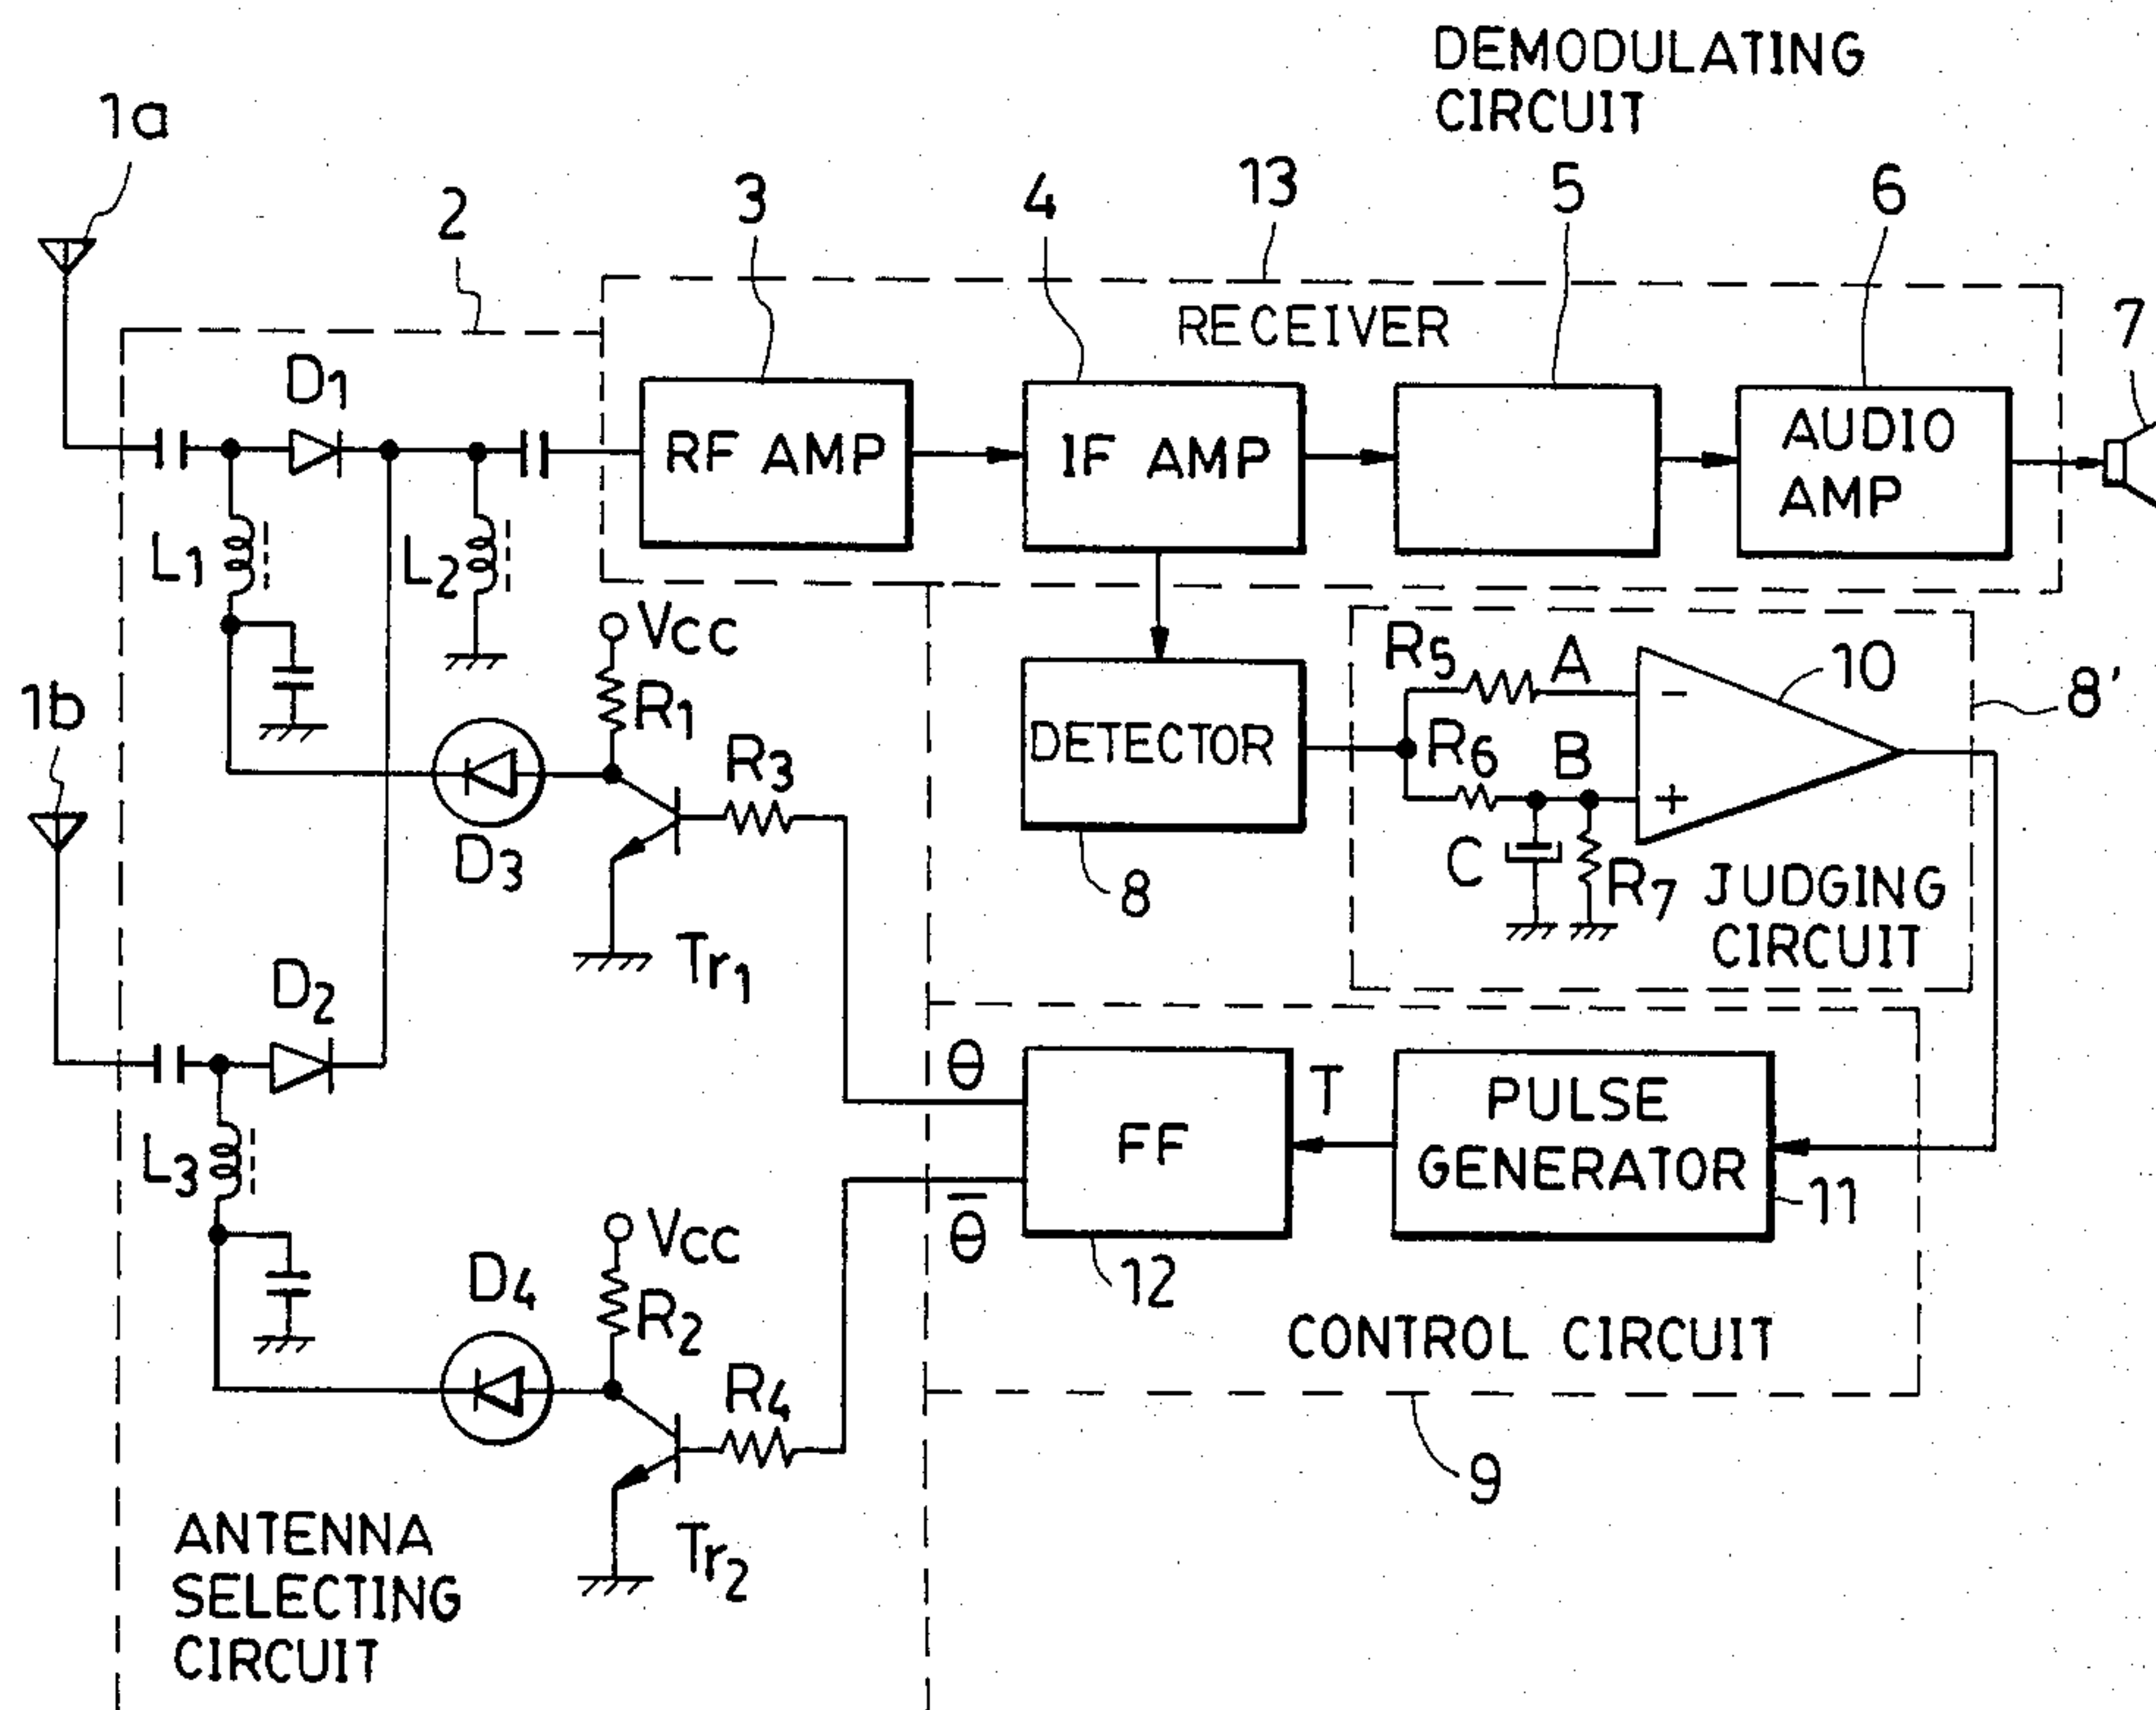 DEMODULATING
CIRCUIT
1a
2
3
4
13
5
6
7
RECEIVER
D1
RF AMP
IF AMP
AUDIO
AMP
L1
L2
VCC
R1
R5
A
10
8'
1b
R3
DETECTOR
R6
B
−
+
D3
C
R7
8
JUDGING
CIRCUIT
Tr1
D2
θ
FF
T
PULSE
GENERATOR
11
L3
θ̅
12
VCC
D4
R2
CONTROL CIRCUIT
R4
9
Tr2
ANTENNA
SELECTING
CIRCUIT